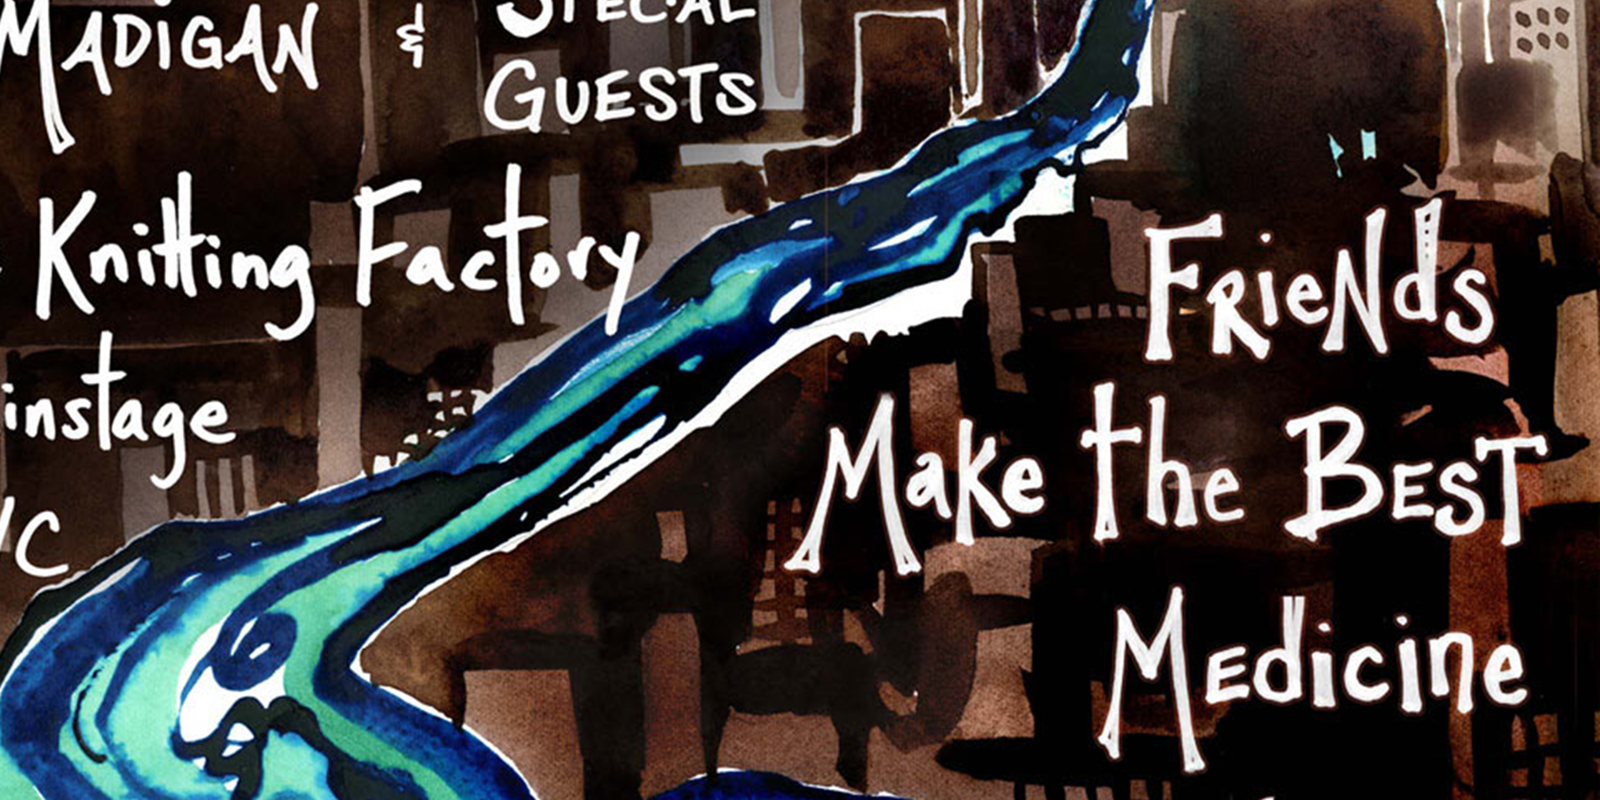 MADIGAN & SPECIAL
GUESTS
Knitting Factory
instage
C
FRieNds
Make the BEST
MEdicine